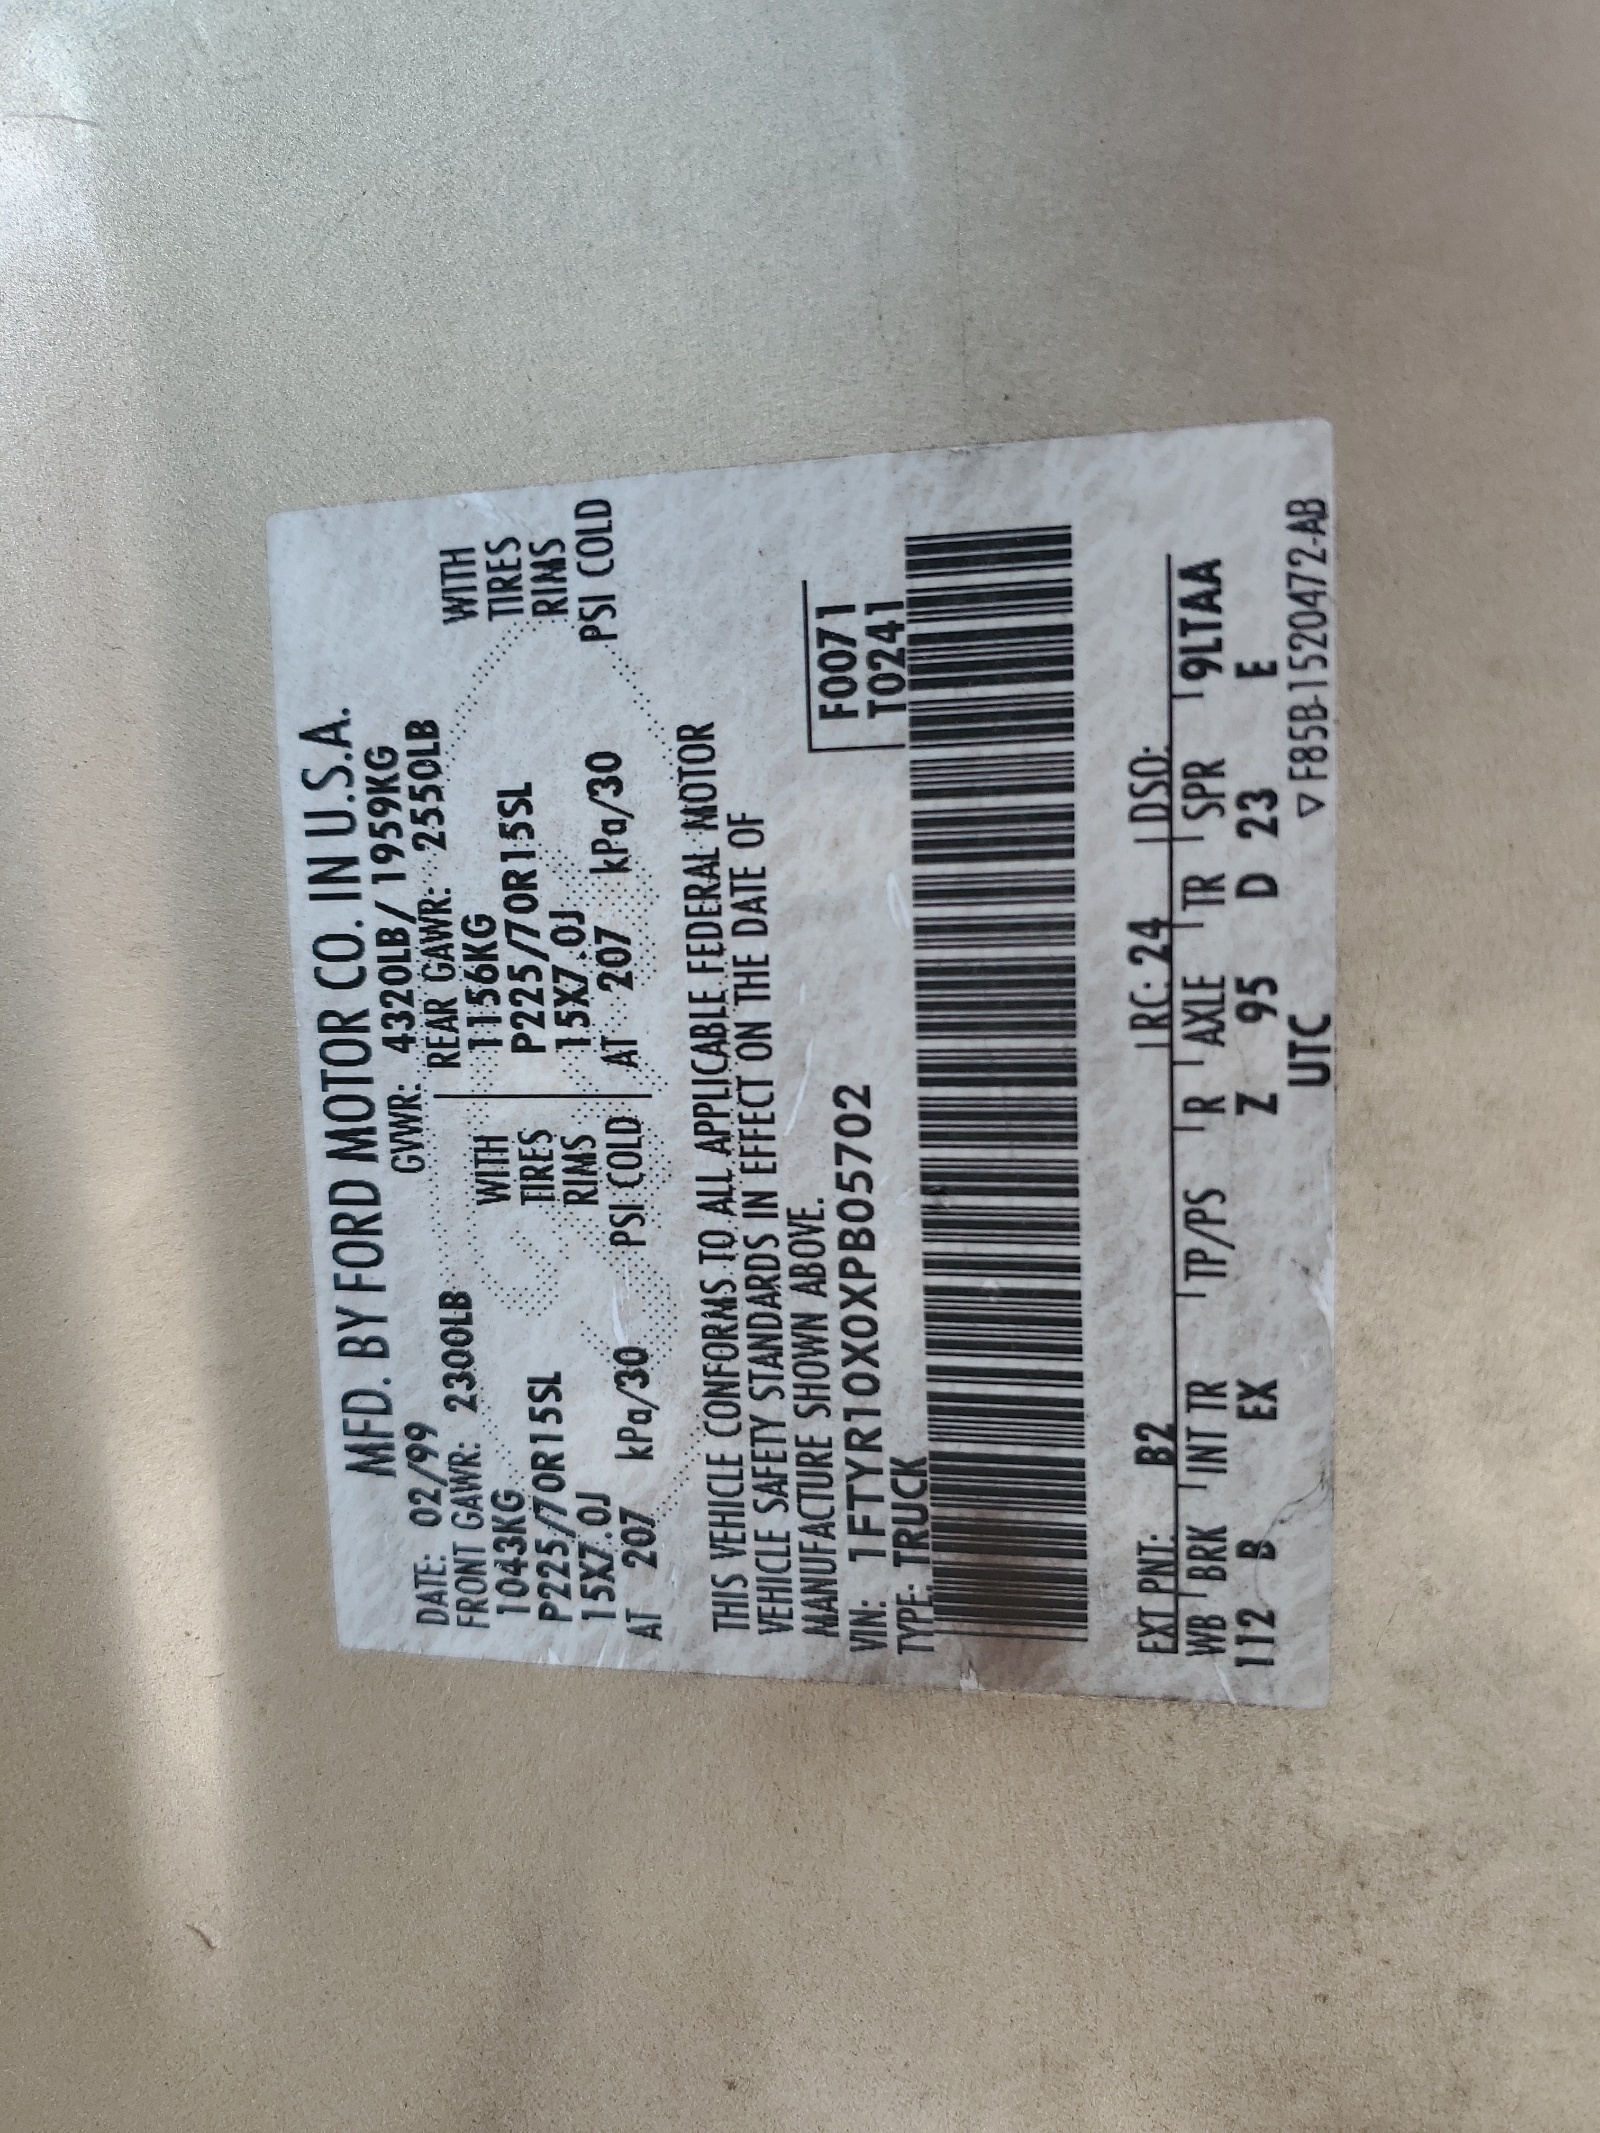 MFD. BY FORD MOTOR CO. IN U.S.A.
DATE: 02/99 GVWR: 4320LB/ 1959KG
FRONT GAWR: 2300LB REAR GAWR: 2550LB
1043KG WITH 1156KG WITH
P225/70R15SL TIRES P225/70R15SL TIRES
15X7.0J RIMS 15X7.0J RIMS
AT 207 kPa/30 PSI COLD AT 207 kPa/30 PSI COLD
THIS VEHICLE CONFORMS TO ALL APPLICABLE FEDERAL MOTOR
VEHICLE SAFETY STANDARDS IN EFFECT ON THE DATE OF
MANUFACTURE SHOWN ABOVE.
VIN: 1FTYR10X0XPB05702 F0071
TYPE: TRUCK T0241
EXT PNT: B2 RC: 24 DSO:
WB BRK INT TR TP/PS R AXLE TR SPR 9LTAA
112 B EX Z 95 D 23 E
UTC ▽ F85B-1520472-AB